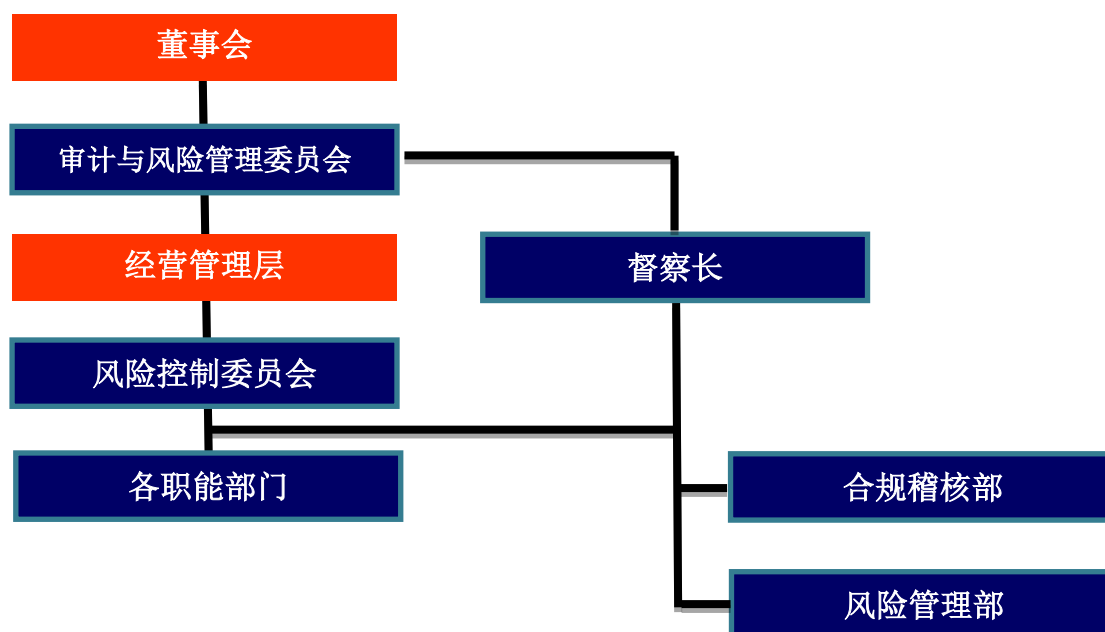 董事会
审计与风险管理委员会
经营管理层
督察长
风险控制委员会
各职能部门
合规稽核部
风险管理部